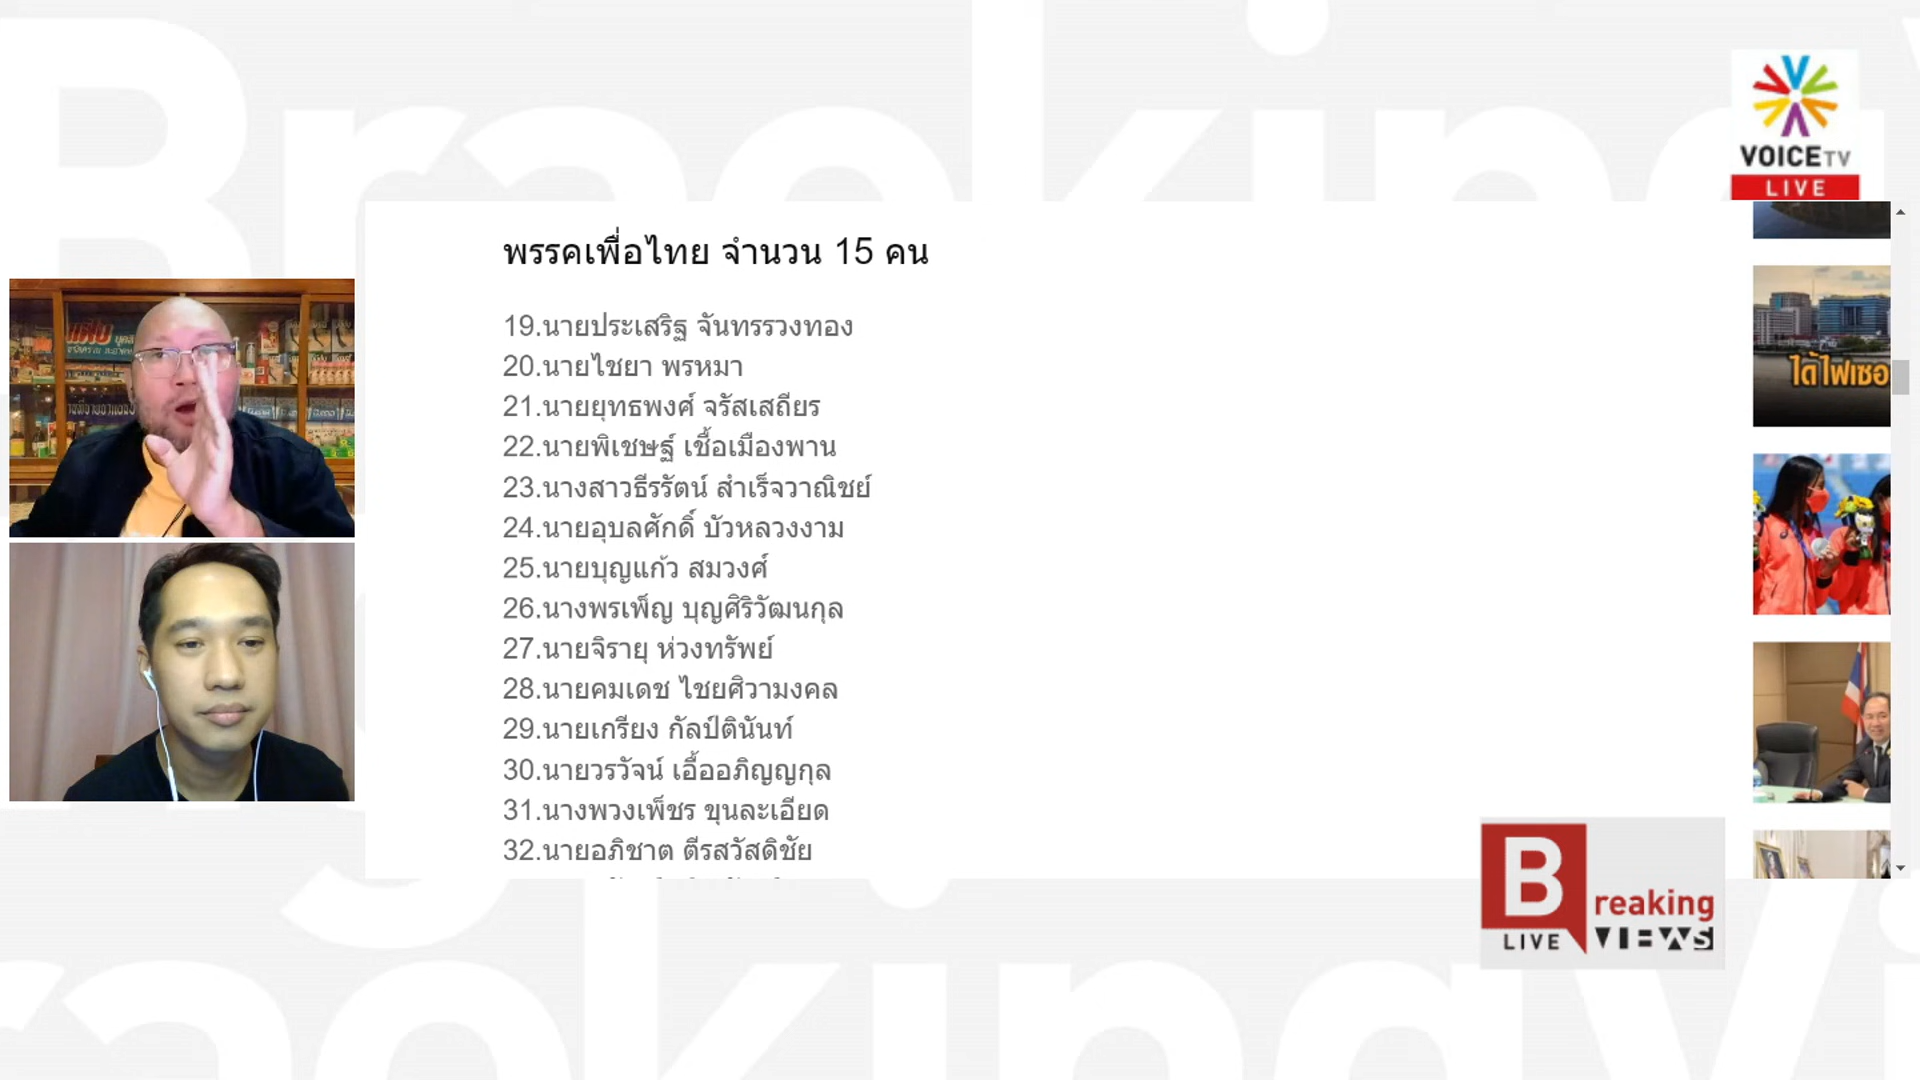 VOICE TV
LIVE
พรรคเพื่อไทย จำนวน 15 คน
19.นายประเสริฐ จันทรรวงทอง
20.นายไชยา พรหมา
21.นายยุทธพงศ์ จรัสเสถียร
22.นายพิเชษฐ์ เชื้อเมืองพาน
23.นางสาวธีรรัตน์ สำเร็จวาณิชย์
24.นายอุบลศักดิ์ บัวหลวงงาม
25.นายบุญแก้ว สมวงศ์
26.นางพรเพ็ญ บุญศิริวัฒนกุล
27.นายจิรายุ ห่วงทรัพย์
28.นายคมเดช ไชยศิวามงคล
29.นายเกรียง กัลป์ตินันท์
30.นายวรวัจน์ เอื้ออภิญญกุล
31.นางพวงเพ็ชร ขุนละเอียด
32.นายอภิชาต ตีรสวัสดิชัย
ได้ไฟเซอ
Breaking
LIVE VIEWS